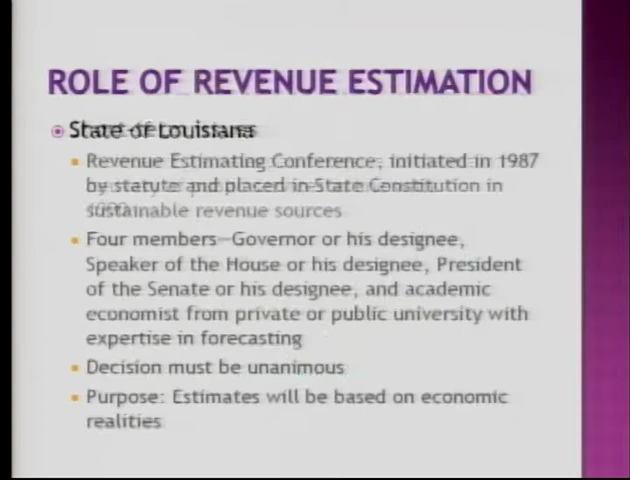 ROLE OF REVENUE ESTIMATION
State of Louisiana
Revenue Estimating Conference, initiated in 1987
by statute and placed in State Constitution in
sustainable revenue sources
Four members—Governor or his designee,
Speaker of the House or his designee, President
of the Senate or his designee, and academic
economist from private or public university with
expertise in forecasting
Decision must be unanimous
Purpose: Estimates will be based on economic
realities